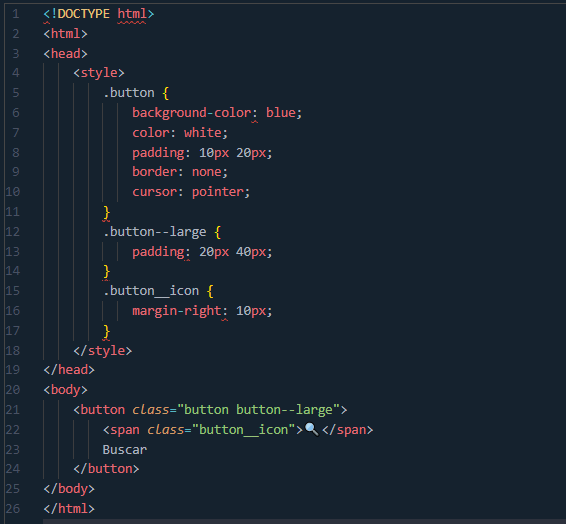 1 <!DOCTYPE html>
2 <html>
3 <head>
4 <style>
5 .button {
6 background-color: blue;
7 color: white;
8 padding: 10px 20px;
9 border: none;
10 cursor: pointer;
11 }
12 .button--large {
13 padding: 20px 40px;
14 }
15 .button__icon {
16 margin-right: 10px;
17 }
18 </style>
19 </head>
20 <body>
21 <button class="button button--large">
22 <span class="button__icon">🔍</span>
23 Buscar
24 </button>
25 </body>
26 </html>